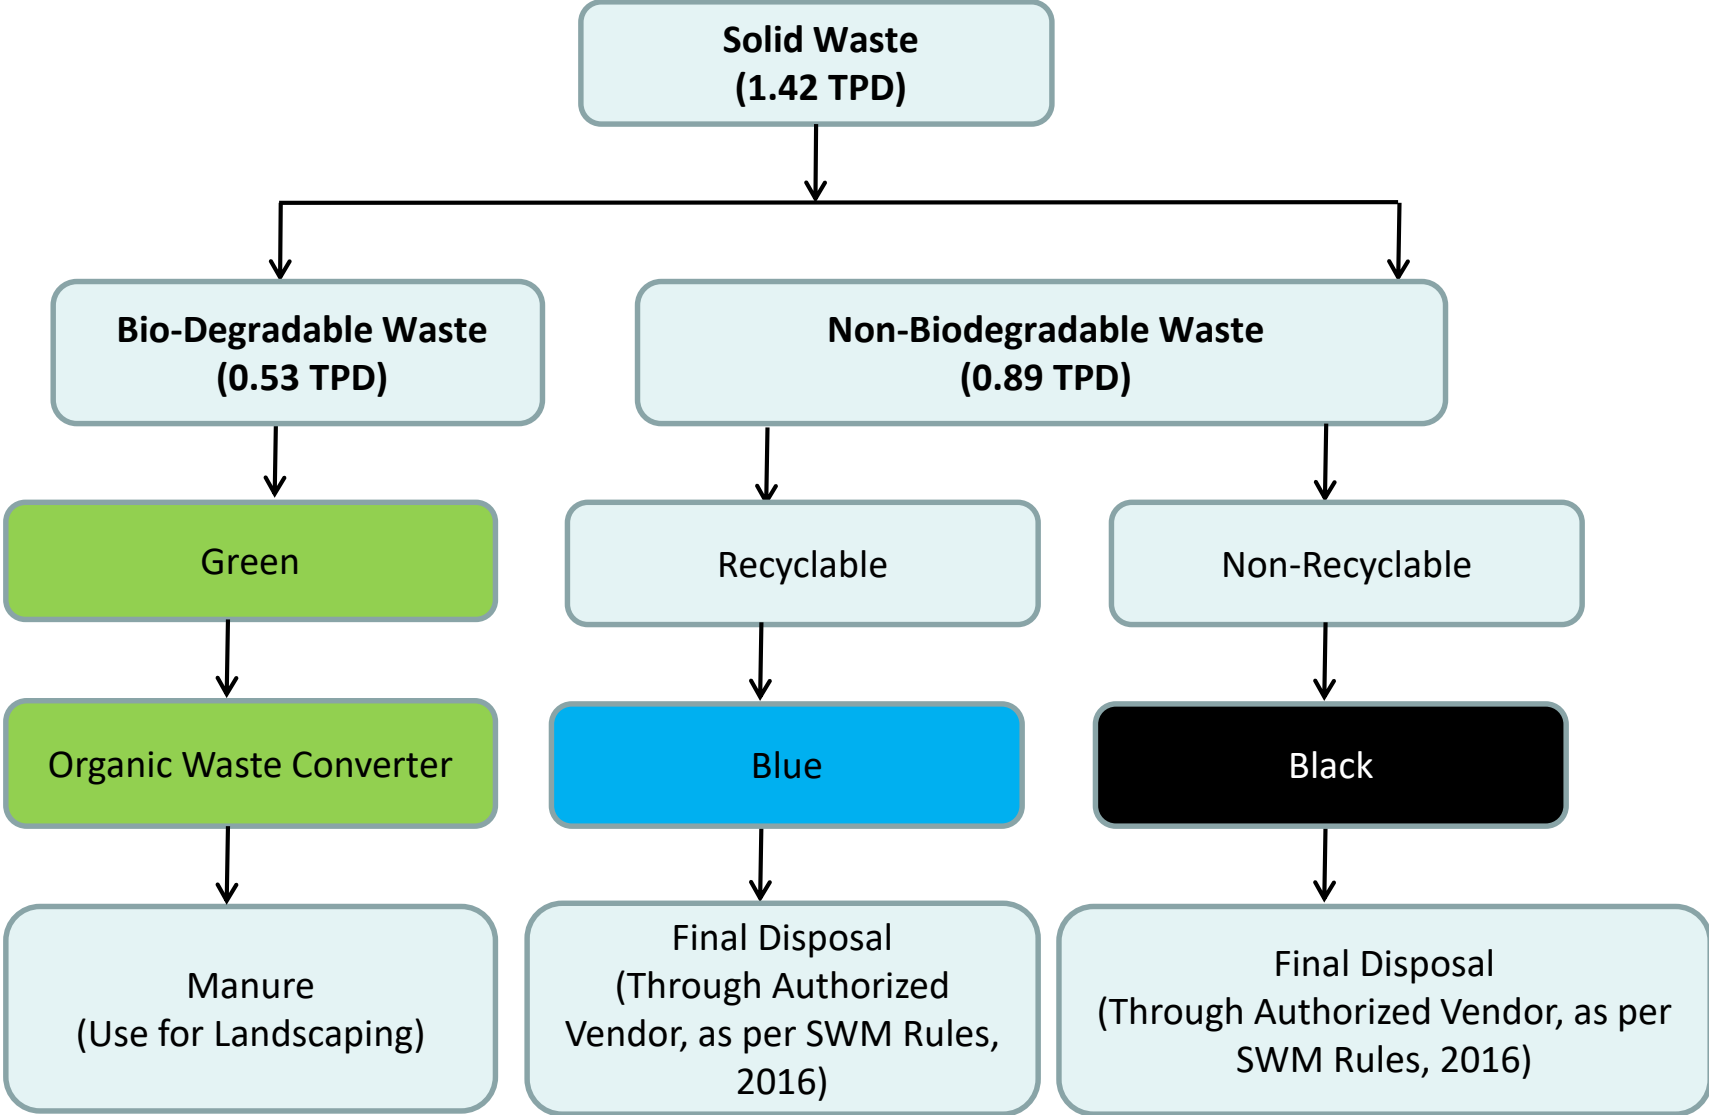 Solid Waste
(1.42 TPD)
Bio-Degradable Waste
(0.53 TPD)
Non-Biodegradable Waste
(0.89 TPD)
Green
Recyclable
Non-Recyclable
Organic Waste Converter
Blue
Black
Manure
(Use for Landscaping)
Final Disposal
(Through Authorized
Vendor, as per SWM Rules,
2016)
Final Disposal
(Through Authorized Vendor, as per
SWM Rules, 2016)